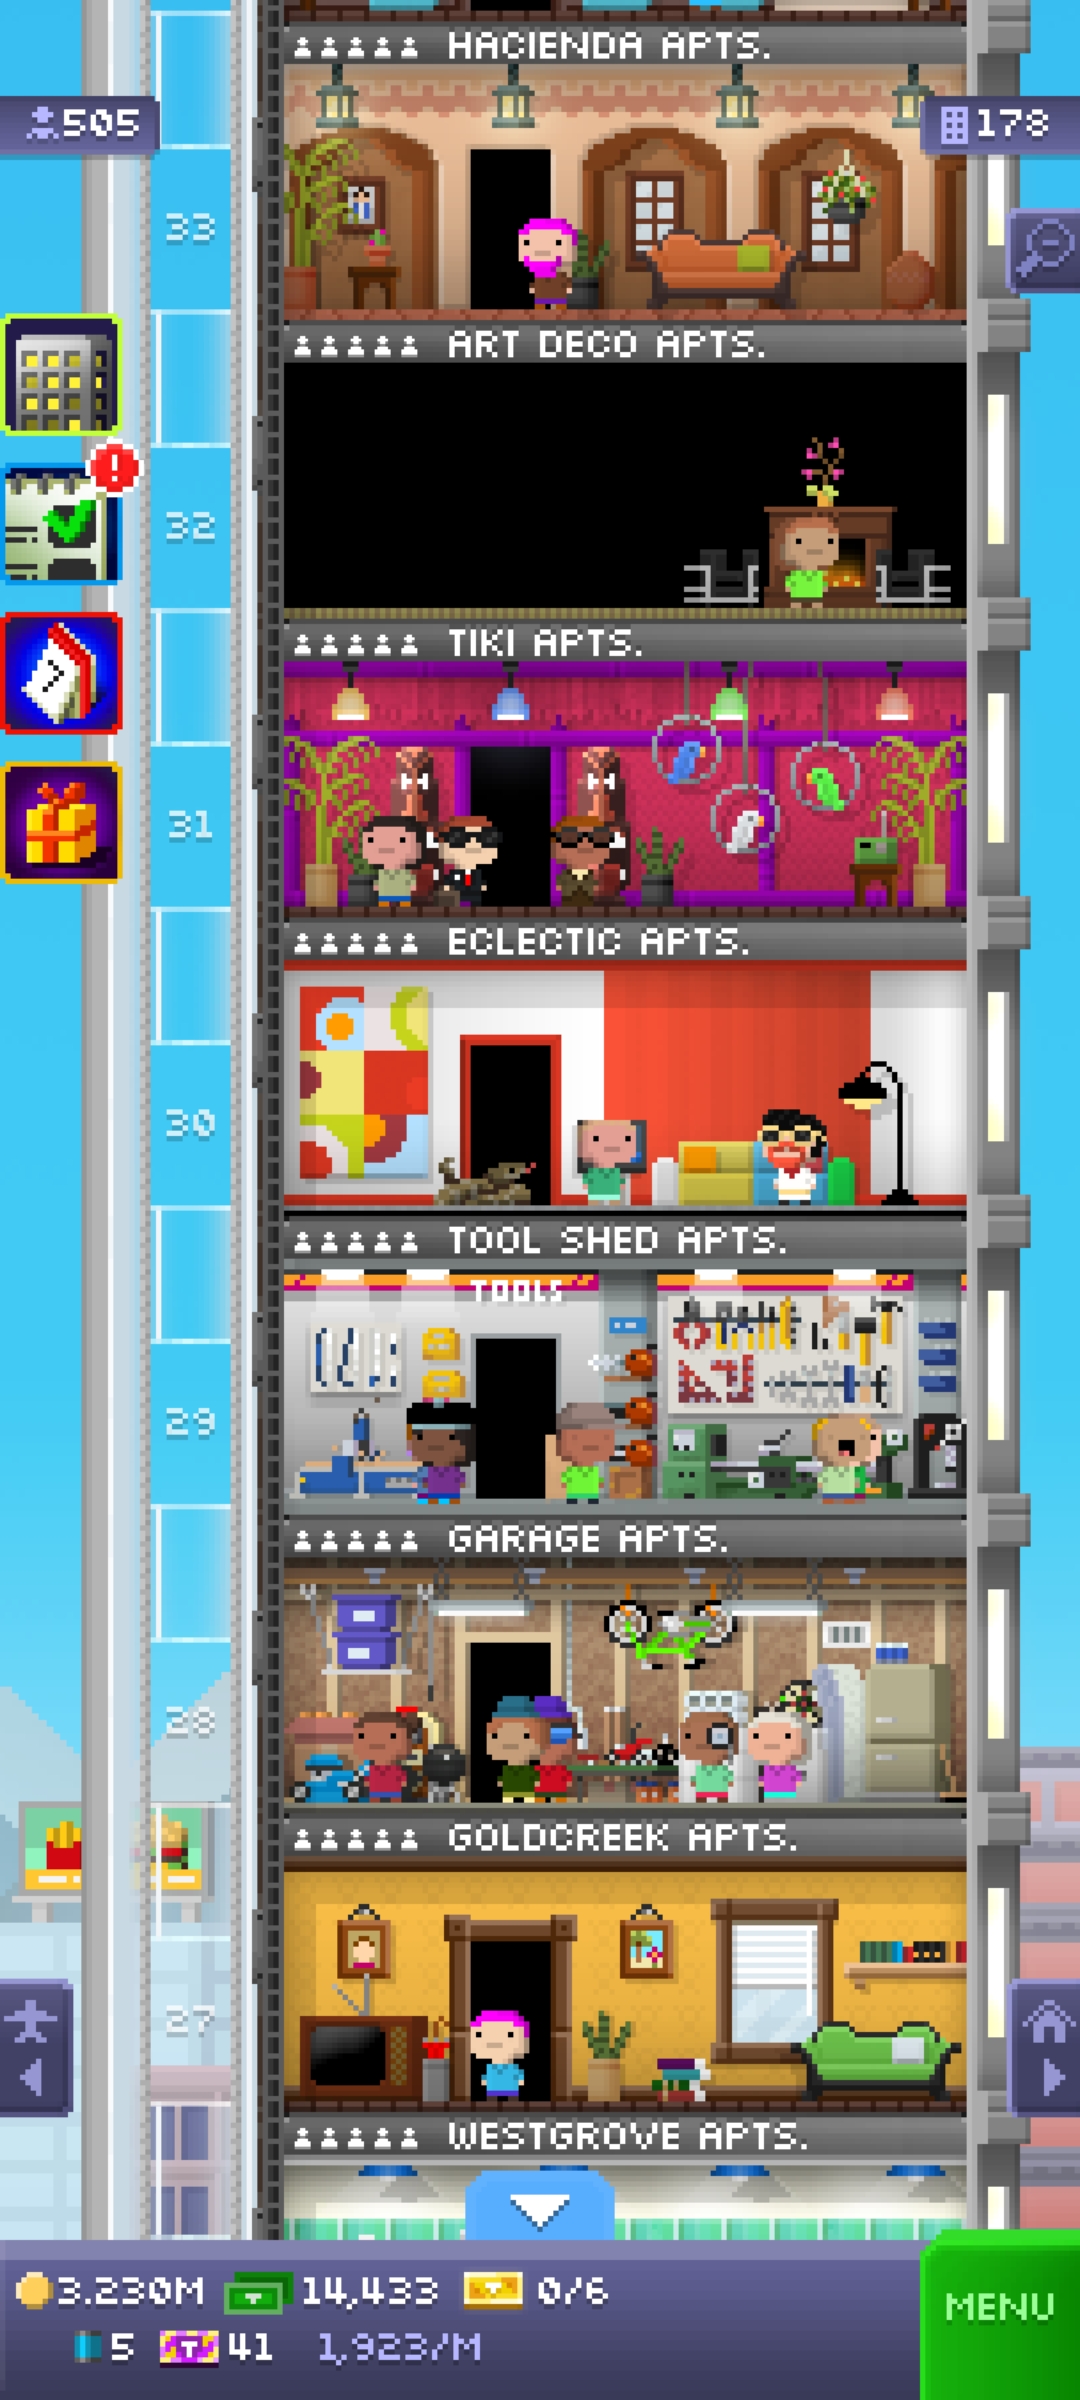 HACIENDA APTS.
505
178
33
ART DECO APTS.
32
TIKI APTS.
31
ECLECTIC APTS.
30
TOOL SHED APTS.
TOOLS
29
GARAGE APTS.
28
GOLDCREEK APTS.
27
WESTGROVE APTS.
3.230M 14,433 0/6
MENU
5 41 1,923/M